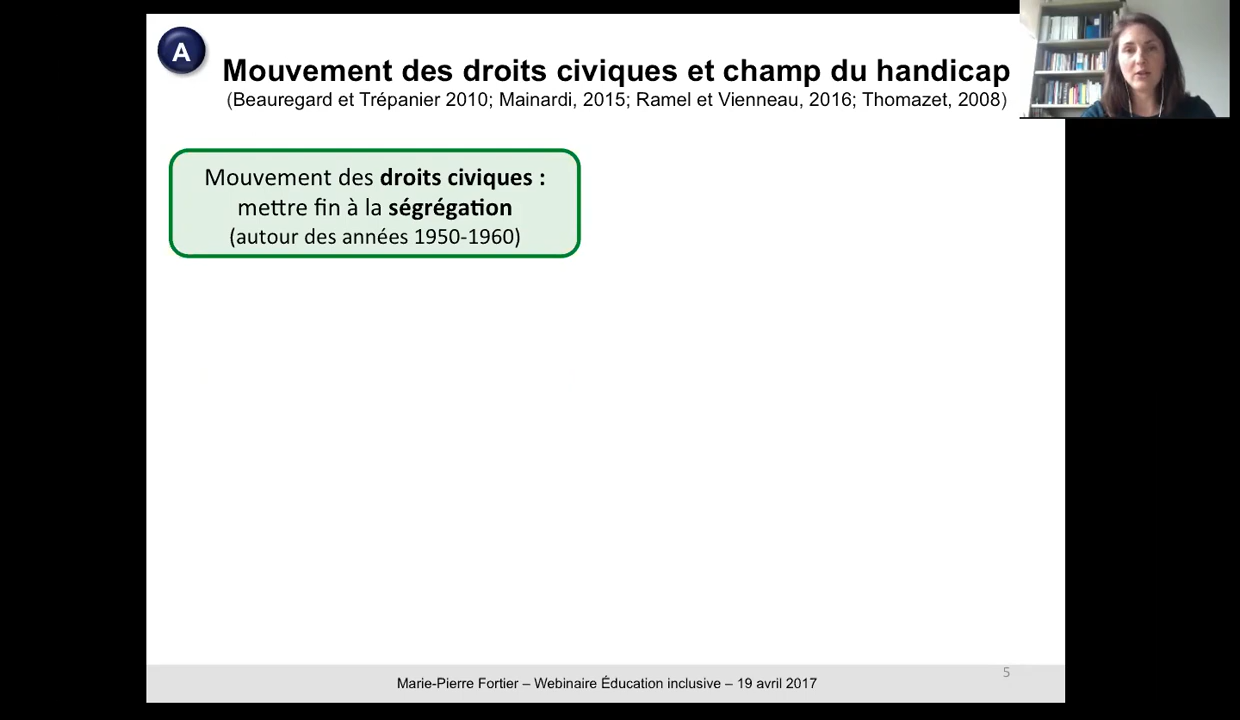 A
Mouvement des droits civiques et champ du handicap
(Beauregard et Trépanier 2010; Mainardi, 2015; Ramel et Vienneau, 2016; Thomazet, 2008)
Mouvement des droits civiques :
mettre fin à la ségrégation
(autour des années 1950-1960)
5
Marie-Pierre Fortier – Webinaire Éducation inclusive – 19 avril 2017